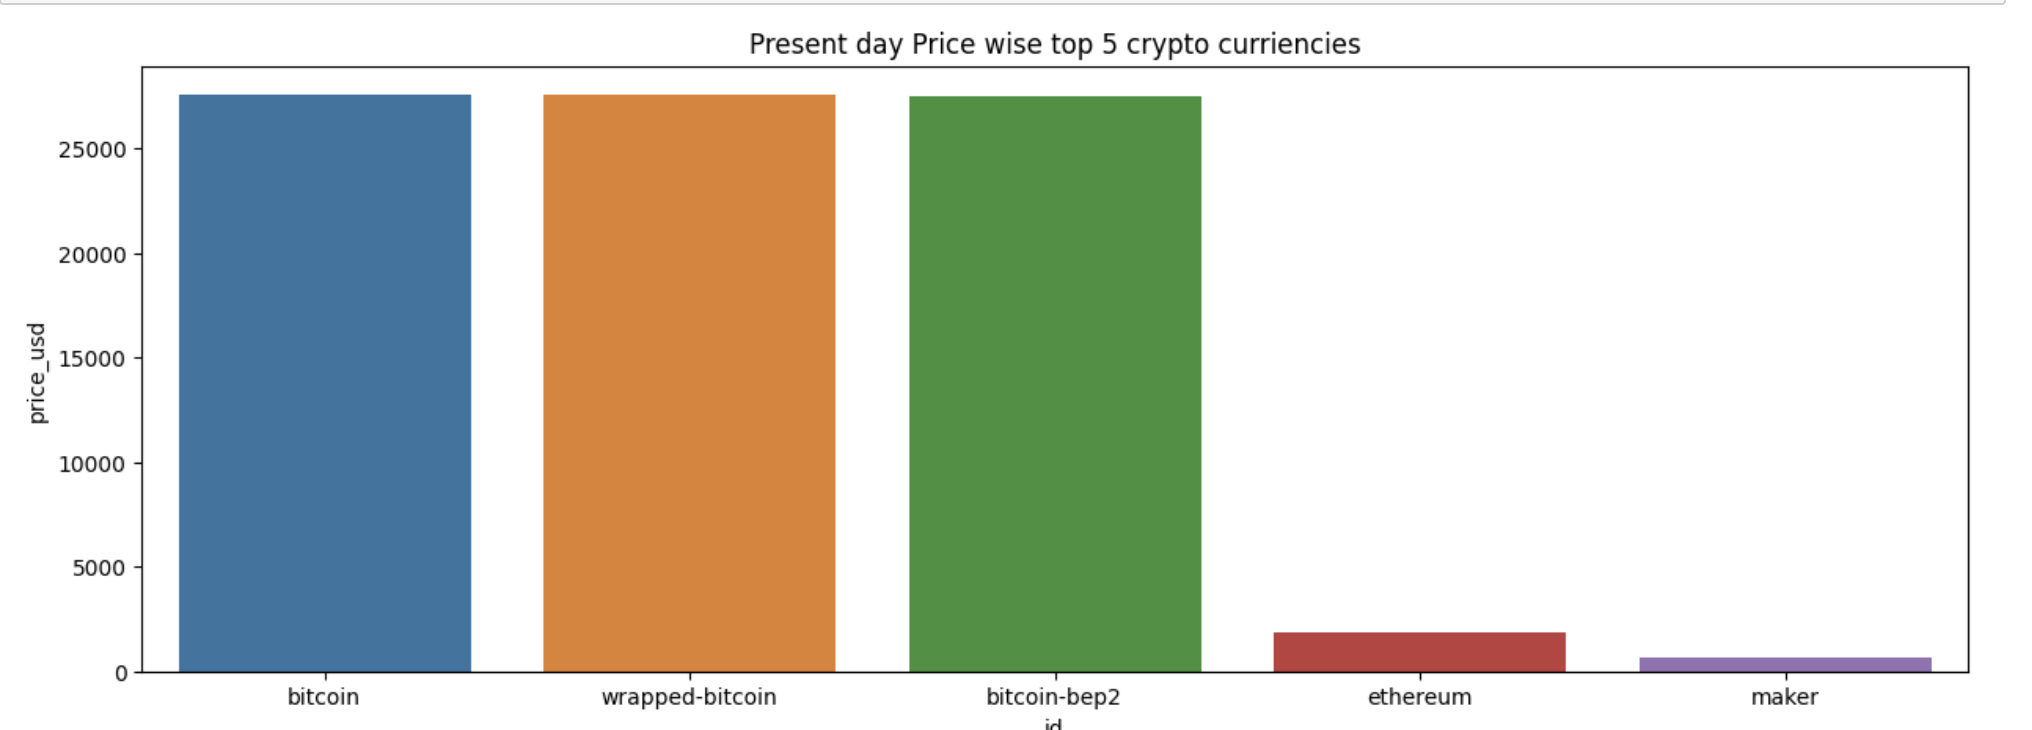 Present day Price wise top 5 crypto curriencies
price_usd
25000
20000
15000
10000
5000
0
bitcoin wrapped-bitcoin bitcoin-bep2 ethereum maker
id